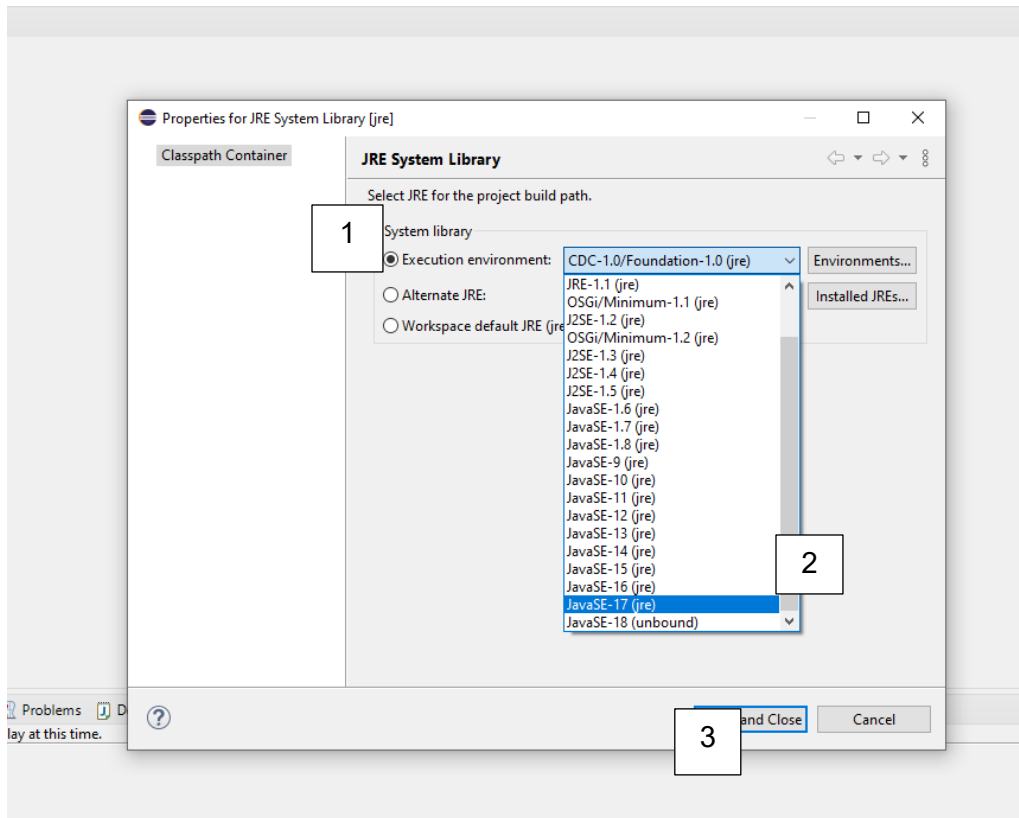 Properties for JRE System Library [jre]
Classpath Container
JRE System Library
Select JRE for the project build path.
1
System library
Execution environment:
CDC-1.0/Foundation-1.0 (jre)
Environments...
Alternate JRE:
Installed JREs...
Workspace default JRE (jre
JRE-1.1 (jre)
OSGi/Minimum-1.1 (jre)
J2SE-1.2 (jre)
OSGi/Minimum-1.2 (jre)
J2SE-1.3 (jre)
J2SE-1.4 (jre)
J2SE-1.5 (jre)
JavaSE-1.6 (jre)
JavaSE-1.7 (jre)
JavaSE-1.8 (jre)
JavaSE-9 (jre)
JavaSE-10 (jre)
JavaSE-11 (jre)
JavaSE-12 (jre)
JavaSE-13 (jre)
JavaSE-14 (jre)
JavaSE-15 (jre)
JavaSE-16 (jre)
JavaSE-17 (jre)
JavaSE-18 (unbound)
2
Problems
D
lay at this time.
and Close
Cancel
3